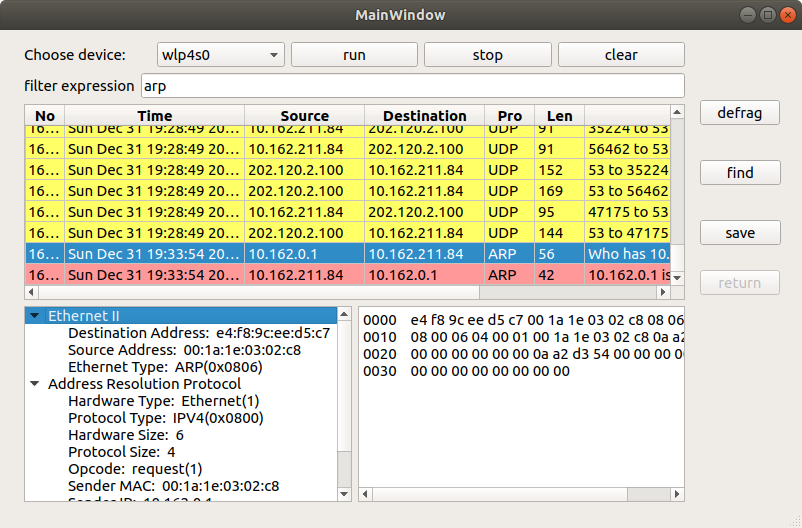 MainWindow
Choose device: wlp4s0 run stop clear
filter expression arp
No Time Source Destination Pro Len
16... Sun Dec 31 19:28:49 20... 10.162.211.84 202.120.2.100 UDP 91 35224 to 53
16... Sun Dec 31 19:28:49 20... 10.162.211.84 202.120.2.100 UDP 91 56462 to 53
16... Sun Dec 31 19:28:49 20... 202.120.2.100 10.162.211.84 UDP 152 53 to 35224
16... Sun Dec 31 19:28:49 20... 202.120.2.100 10.162.211.84 UDP 169 53 to 56462
16... Sun Dec 31 19:28:49 20... 10.162.211.84 202.120.2.100 UDP 95 47175 to 53
16... Sun Dec 31 19:28:49 20... 202.120.2.100 10.162.211.84 UDP 144 53 to 47175
16... Sun Dec 31 19:33:54 20... 10.162.0.1 10.162.211.84 ARP 56 Who has 10.
16... Sun Dec 31 19:33:54 20... 10.162.211.84 10.162.0.1 ARP 42 10.162.0.1 is
defrag
find
save
return
Ethernet II
Destination Address: e4:f8:9c:ee:d5:c7
Source Address: 00:1a:1e:03:02:c8
Ethernet Type: ARP(0x0806)
Address Resolution Protocol
Hardware Type: Ethernet(1)
Protocol Type: IPV4(0x0800)
Hardware Size: 6
Protocol Size: 4
Opcode: request(1)
Sender MAC: 00:1a:1e:03:02:c8
Sender IP: 10.162.0.1
0000 e4 f8 9c ee d5 c7 00 1a 1e 03 02 c8 08 06
0010 08 00 06 04 00 01 00 1a 1e 03 02 c8 0a a2
0020 00 00 00 00 00 00 0a a2 d3 54 00 00 00 00
0030 00 00 00 00 00 00 00 00